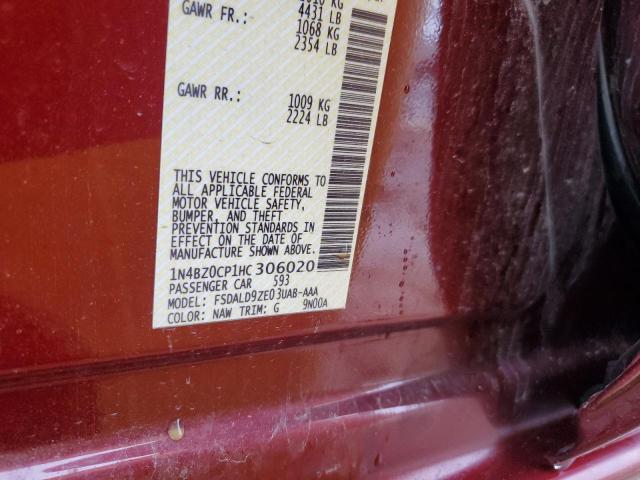 4431 LB
GAWR FR.: 1068 KG
2354 LB
GAWR RR.: 1009 KG
2224 LB
THIS VEHICLE CONFORMS TO
ALL APPLICABLE FEDERAL
MOTOR VEHICLE SAFETY,
BUMPER, AND THEFT
PREVENTION STANDARDS IN
EFFECT ON THE DATE OF
MANUFACTURE SHOWN ABOVE.
1N4BZ0CP1HC306020
PASSENGER CAR 593
MODEL: FSDALD9ZE03UAB-AAA
COLOR: NAW TRIM: G 9N00A